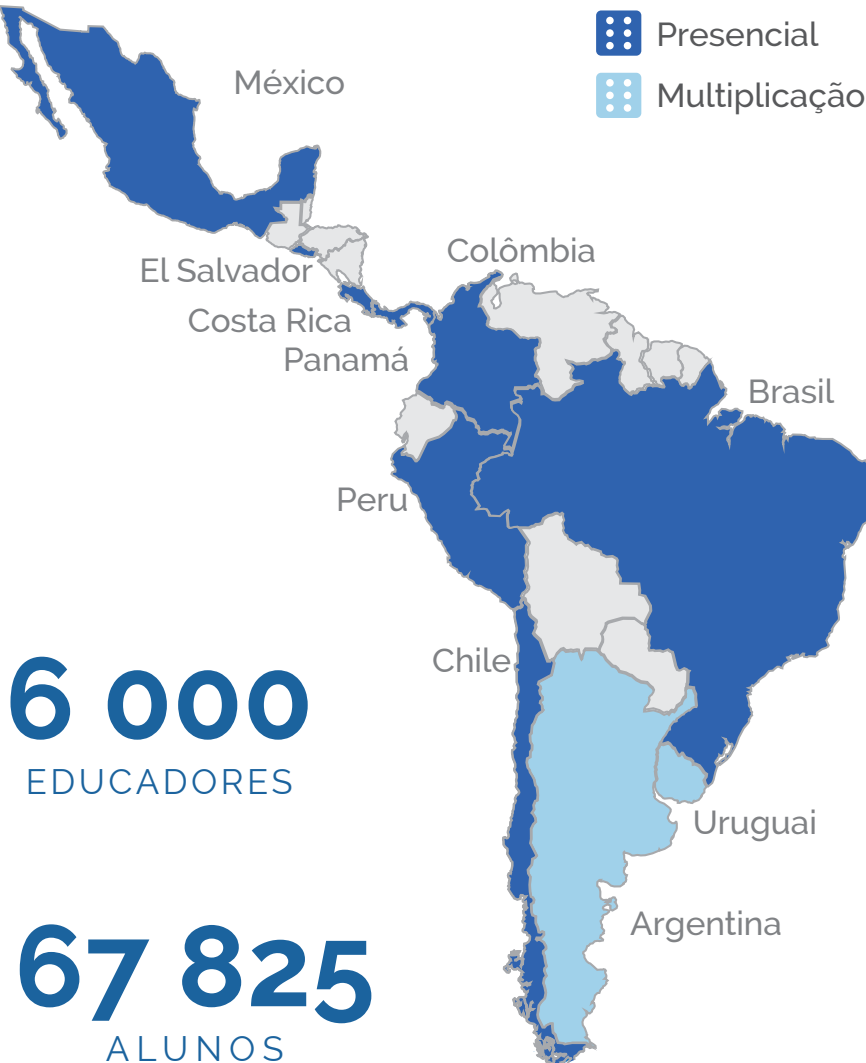 Presencial
Multiplicação
México
El Salvador
Colômbia
Costa Rica
Panamá
Brasil
Peru
Chile
6 000
EDUCADORES
Uruguai
Argentina
67 825
ALUNOS